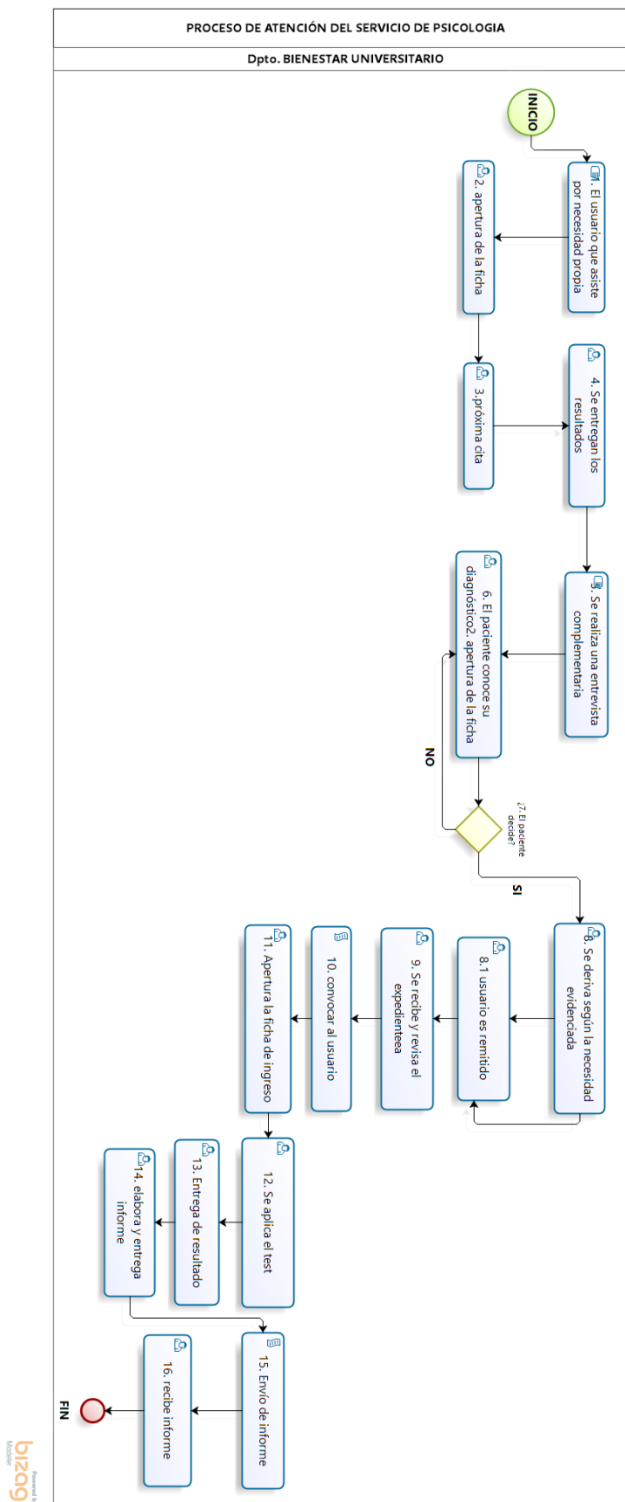 PROCESO DE ATENCIÓN DEL SERVICIO DE PSICOLOGIA
Dpto. BIENESTAR UNIVERSITARIO
INICIO
1. El usuario que asiste
por necesidad propia
2. apertura de la ficha
3.próxima cita
4. Se entregan los
resultados
5. Se realiza una entrevista
complementaria
6. El paciente conoce su
diagnóstico2. apertura de la ficha
¿7. El paciente
decide?
NO
SI
8. Se deriva según la necesidad
evidenciada
8.1 usuario es remitido
9. Se recibe y revisa el
expedienteea
10. convocar al usuario
11. Apertura la ficha de ingreso
12. Se aplica el test
13. Entrega de resultado
14. elabora y entrega
informe
15. Envío de informe
16. recibe informe
FIN
Powered by
bizagi
Modeler